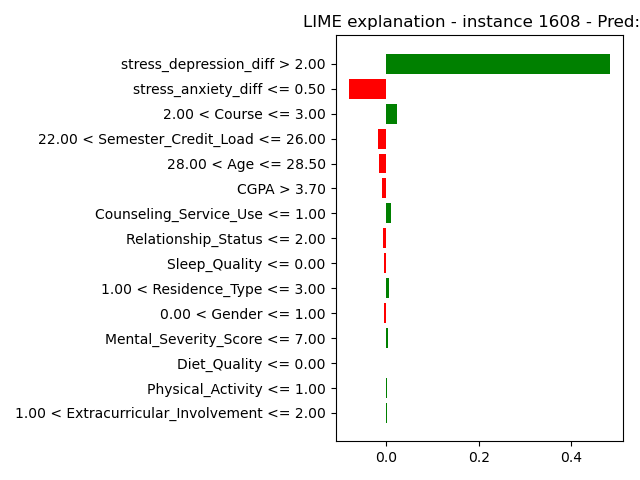 LIME explanation - instance 1608 - Pred:
stress_depression_diff > 2.00
stress_anxiety_diff <= 0.50
2.00 < Course <= 3.00
22.00 < Semester_Credit_Load <= 26.00
28.00 < Age <= 28.50
CGPA > 3.70
Counseling_Service_Use <= 1.00
Relationship_Status <= 2.00
Sleep_Quality <= 0.00
1.00 < Residence_Type <= 3.00
0.00 < Gender <= 1.00
Mental_Severity_Score <= 7.00
Diet_Quality <= 0.00
Physical_Activity <= 1.00
1.00 < Extracurricular_Involvement <= 2.00
0.0 0.2 0.4